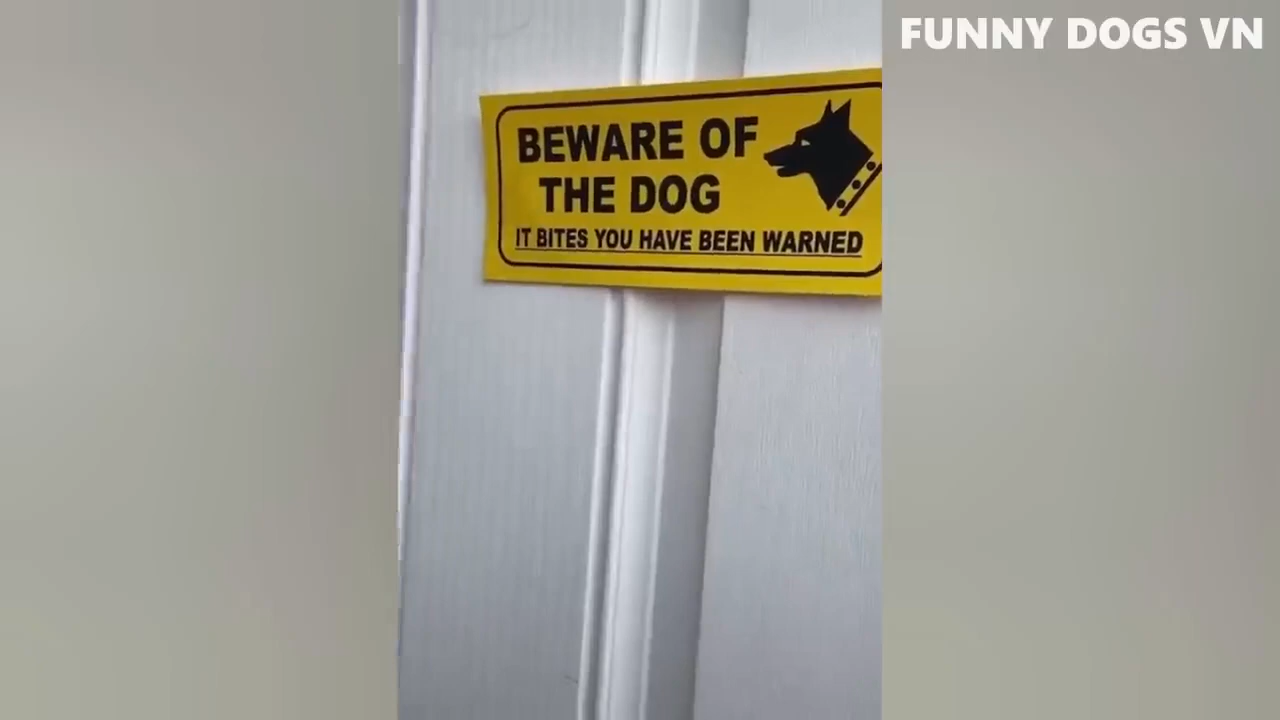 FUNNY DOGS VN
BEWARE OF
THE DOG
IT BITES YOU HAVE BEEN WARNED